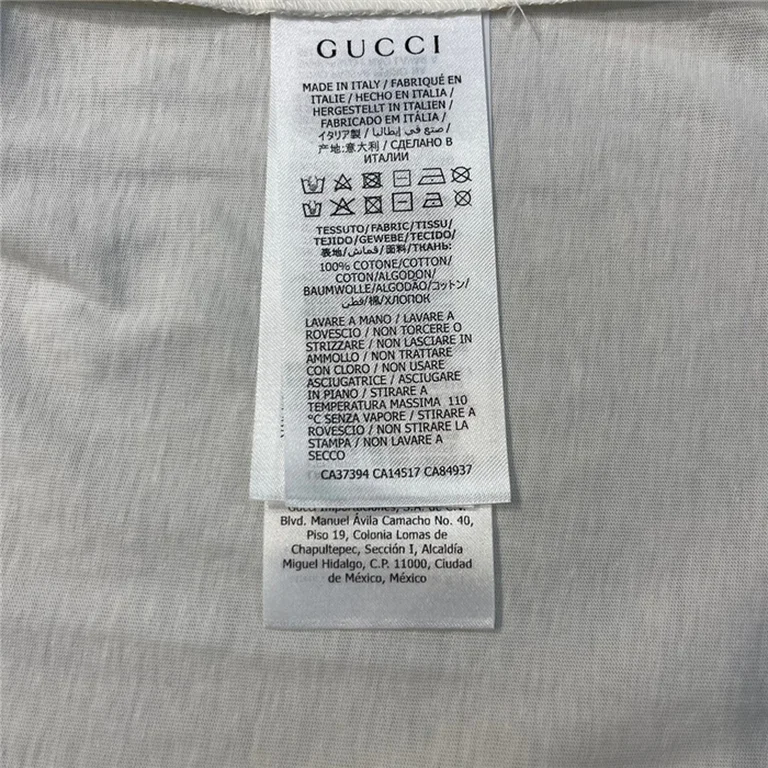 GUCCI
MADE IN ITALY / FABRIQUÉ EN
ITALIE / HECHO EN ITALIA /
HERGESTELLT IN ITALIEN /
FABRICADO EM ITÁLIA /
イタリア製 / صنع في إيطاليا /
产地:意大利 / СДЕЛАНО В
ИТАЛИИ
TESSUTO/FABRIC/TISSU/
TEJIDO/GEWEBE/TECIDO/
表地/قماش/面料/ТКАНЬ:
100% COTONE/COTTON/
COTON/ALGODON/
BAUMWOLLE/ALGODÃO/コットン/
قطن/棉/ХЛОПОК
LAVARE A MANO / LAVARE A
ROVESCIO / NON TORCERE O
STRIZZARE / NON LASCIARE IN
AMMOLLO / NON TRATTARE
CON CLORO / NON USARE
ASCIUGATRICE / ASCIUGARE
IN PIANO / STIRARE A
TEMPERATURA MASSIMA 110
°C SENZA VAPORE / STIRARE A
ROVESCIO / NON STIRARE LA
STAMPA / NON LAVARE A
SECCO
CA37394 CA14517 CA84937
Gucci Importaciones, S.A. de C.V.
Blvd. Manuel Ávila Camacho No. 40,
Piso 19, Colonia Lomas de
Chapultepec, Sección I, Alcaldía
Miguel Hidalgo, C.P. 11000, Ciudad
de México, México